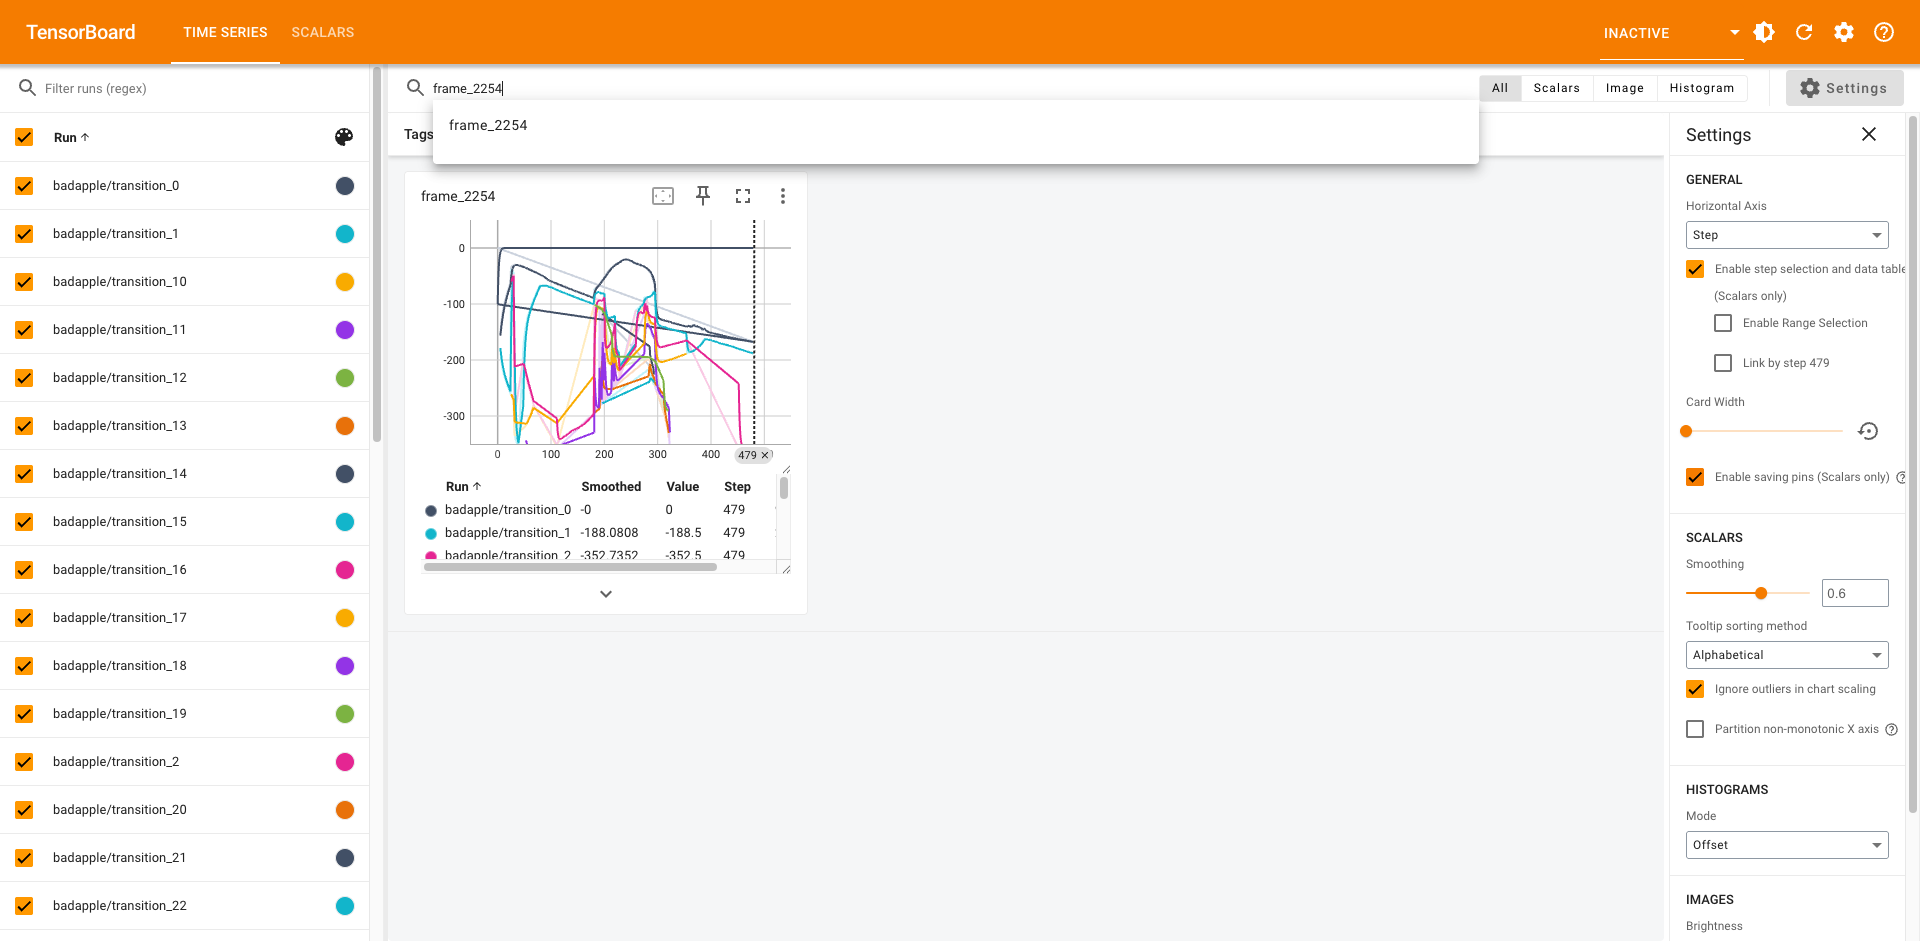 TensorBoard
TIME SERIES
SCALARS
INACTIVE
Filter runs (regex)
frame_2254
All
Scalars
Image
Histogram
Settings
frame_2254
Run
Tags
Settings
badapple/transition_0
badapple/transition_1
badapple/transition_10
badapple/transition_11
badapple/transition_12
badapple/transition_13
badapple/transition_14
badapple/transition_15
badapple/transition_16
badapple/transition_17
badapple/transition_18
badapple/transition_19
badapple/transition_2
badapple/transition_20
badapple/transition_21
badapple/transition_22
frame_2254
0
-100
-200
-300
0 100 200 300 400 479
Run Smoothed Value Step
badapple/transition_0 -0 0 479
badapple/transition_1 -188.0808 -188.5 479
badapple/transition_2 -352.7352 -352.5 479
GENERAL
Horizontal Axis
Step
Enable step selection and data table
(Scalars only)
Enable Range Selection
Link by step 479
Card Width
Enable saving pins (Scalars only)
SCALARS
Smoothing
0.6
Tooltip sorting method
Alphabetical
Ignore outliers in chart scaling
Partition non-monotonic X axis
HISTOGRAMS
Mode
Offset
IMAGES
Brightness